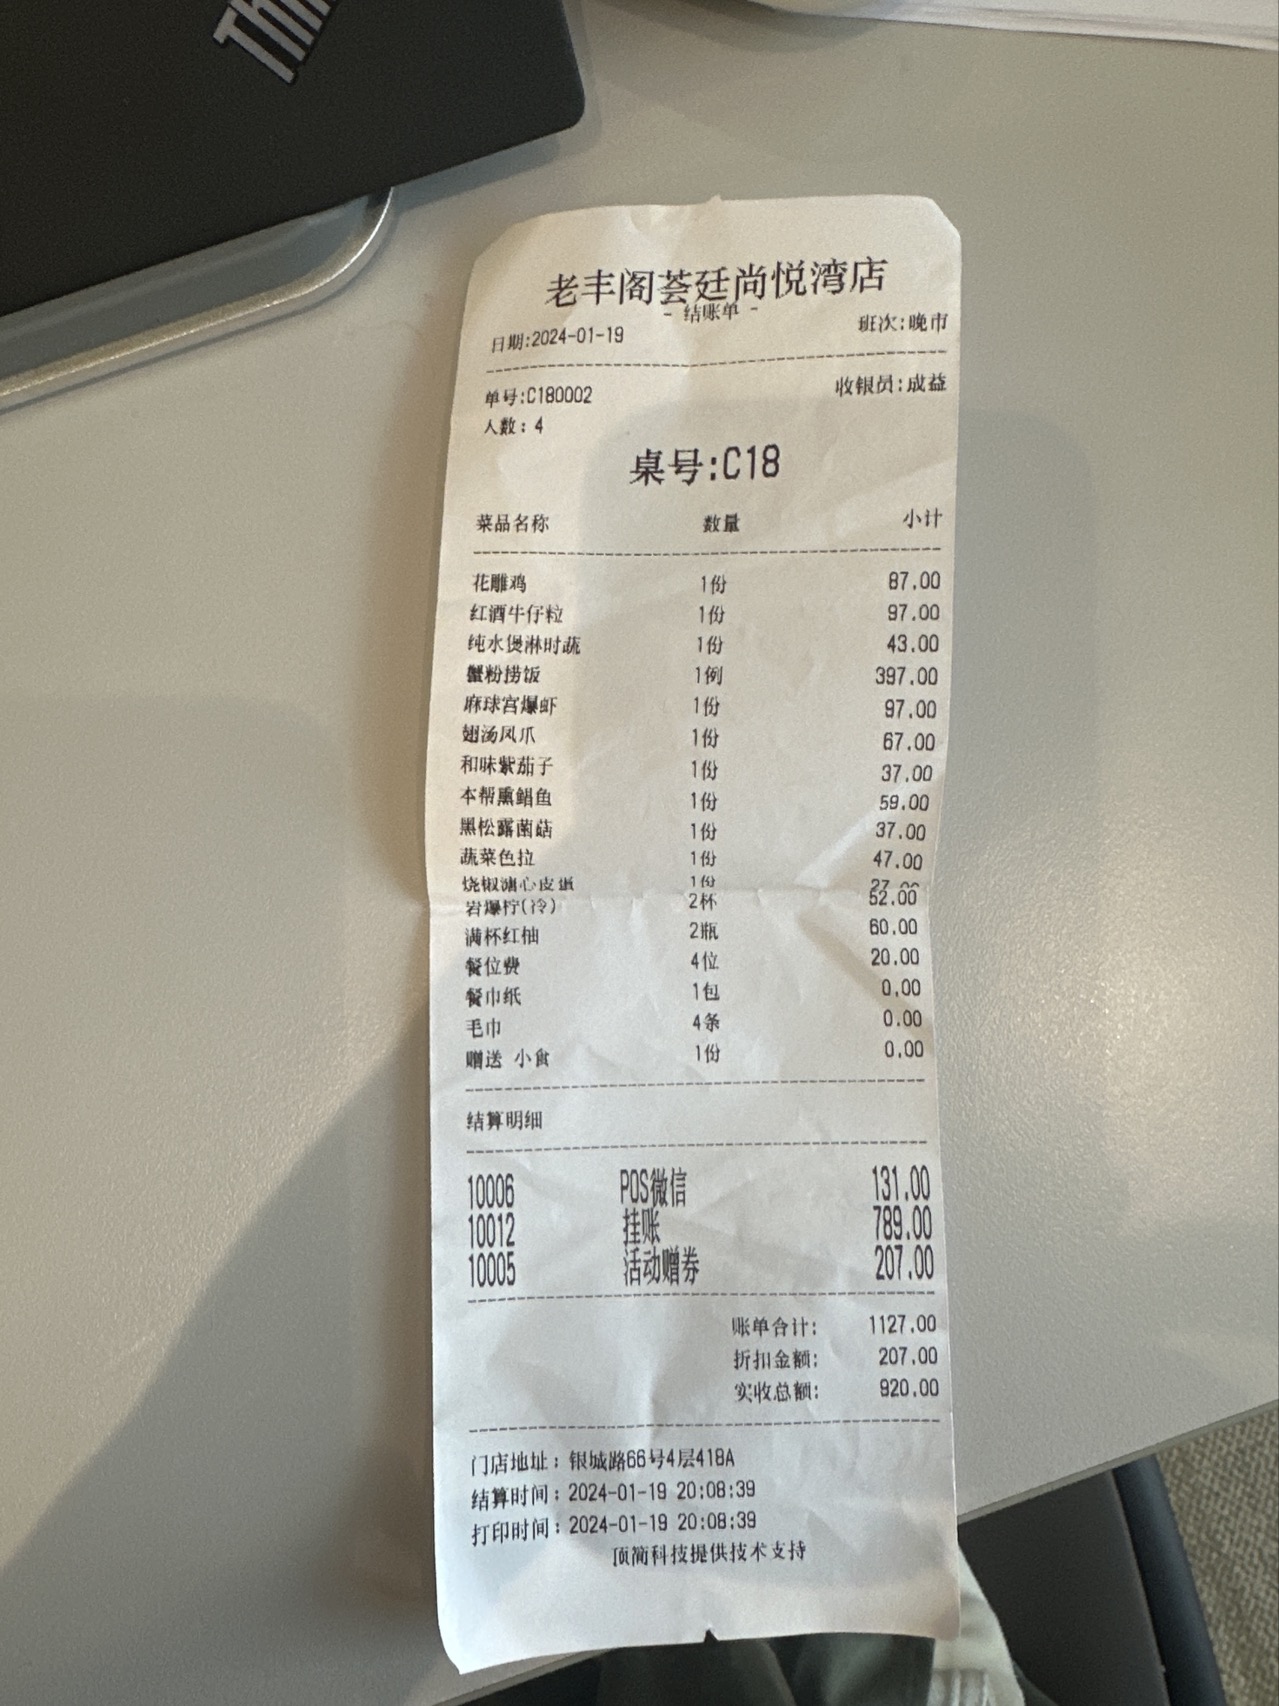 Thi
老丰阁荟廷尚悦湾店
- 结账单 -
日期:2024-01-19 班次:晚市
单号:C180002 收银员:成益
人数: 4
桌号:C18
菜品名称 数量 小计
花雕鸡 1份 87.00
红酒牛仔粒 1份 97.00
纯水煲淋时蔬 1份 43.00
蟹粉捞饭 1例 397.00
麻球宫爆虾 1份 97.00
翅汤凤爪 1份 67.00
和味紫茄子 1份 37.00
本帮熏鲳鱼 1份 59.00
黑松露菌菇 1份 37.00
蔬菜色拉 1份 47.00
烧椒溏心皮蛋 1份 27.00
岩爆柠(冷) 2杯 52.00
满杯红柚 2瓶 60.00
餐位费 4位 20.00
餐巾纸 1包 0.00
毛巾 4条 0.00
赠送 小食 1份 0.00
结算明细
10006 POS微信 131.00
10012 挂账 789.00
10005 活动赠券 207.00
账单合计: 1127.00
折扣金额: 207.00
实收总额: 920.00
门店地址: 银城路66号4层418A
结算时间: 2024-01-19 20:08:39
打印时间: 2024-01-19 20:08:39
顶简科技提供技术支持